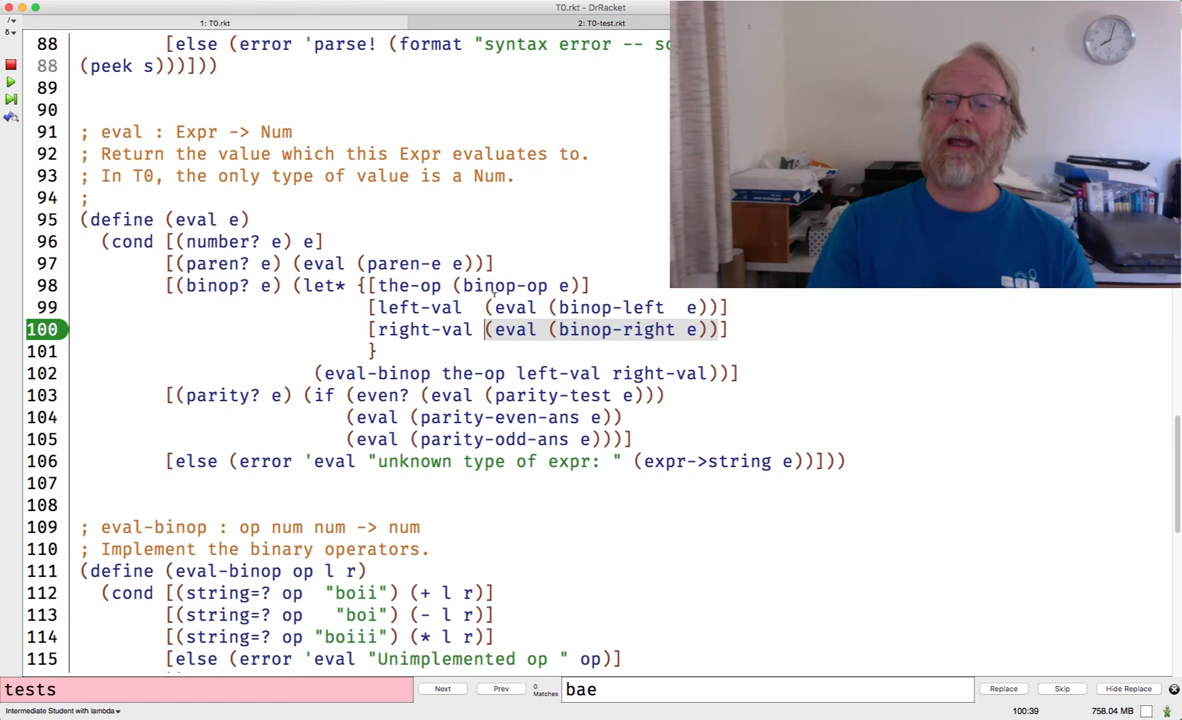 T0.rkt - DrRacket
1: T0.rkt
2: T0-test.rkt
88 [else (error 'parse! (format "syntax error -- so
88 (peek s)))]))
89
90
91 ; eval : Expr -> Num
92 ; Return the value which this Expr evaluates to.
93 ; In T0, the only type of value is a Num.
94 ;
95 (define (eval e)
96 (cond [(number? e) e]
97 [(paren? e) (eval (paren-e e))]
98 [(binop? e) (let* {[the-op (binop-op e)]
99 [left-val (eval (binop-left e))]
100 [right-val (eval (binop-right e))]
101 }
102 (eval-binop the-op left-val right-val))]
103 [(parity? e) (if (even? (eval (parity-test e)))
104 (eval (parity-even-ans e))
105 (eval (parity-odd-ans e)))]
106 [else (error 'eval "unknown type of expr: " (expr->string e))]))
107
108
109 ; eval-binop : op num num -> num
110 ; Implement the binary operators.
111 (define (eval-binop op l r)
112 (cond [(string=? op "boii") (+ l r)]
113 [(string=? op "boi") (- l r)]
114 [(string=? op "boiii") (* l r)]
115 [else (error 'eval "Unimplemented op " op)]
tests Next Prev 0 Matches bae Replace Skip Hide Replace
Intermediate Student with lambda 100:39 758.04 MB